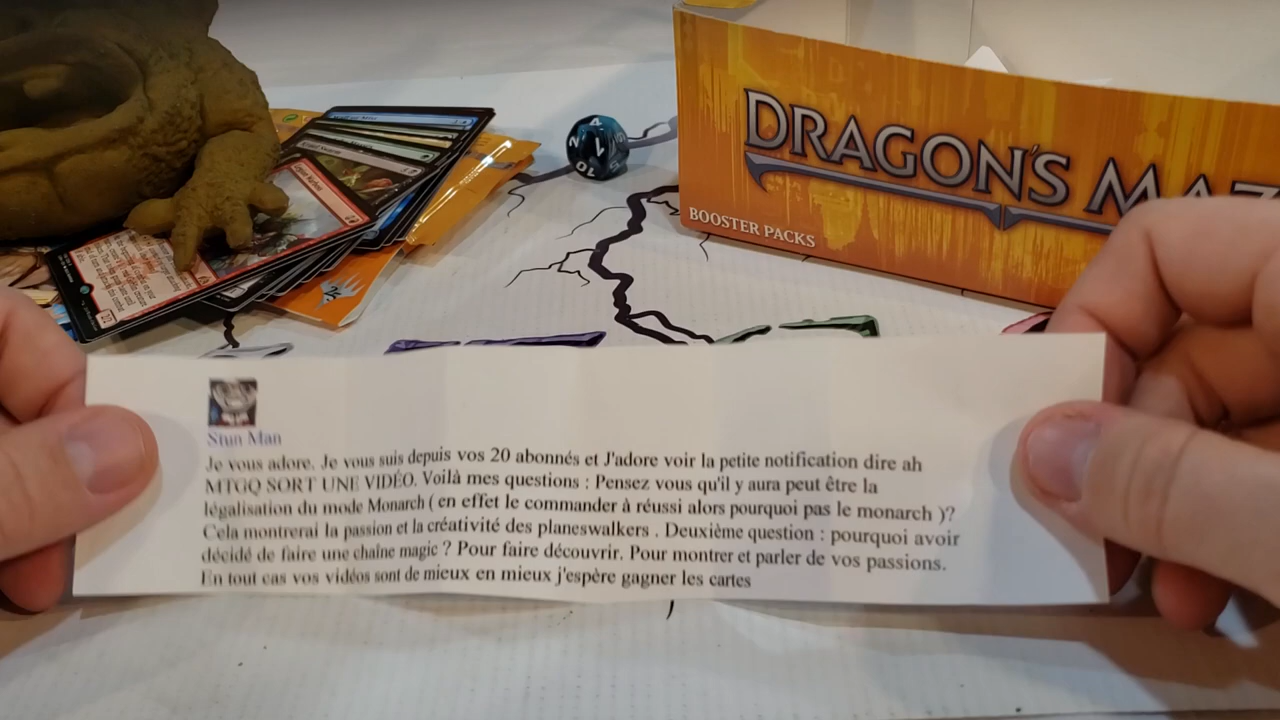 DRAGON'S MAZ
BOOSTER PACKS
Stun Man
Je vous adore. Je vous suis depuis vos 20 abonnés et J'adore voir la petite notification dire ah
MTGQ SORT UNE VIDÉO. Voilà mes questions : Pensez vous qu'il y aura peut être la
légalisation du mode Monarch ( en effet le commander à réussi alors pourquoi pas le monarch )?
Cela montrerai la passion et la créativité des planeswalkers . Deuxième question : pourquoi avoir
décidé de faire une chaîne magic ? Pour faire découvrir. Pour montrer et parler de vos passions.
En tout cas vos vidéos sont de mieux en mieux j'espère gagner les cartes